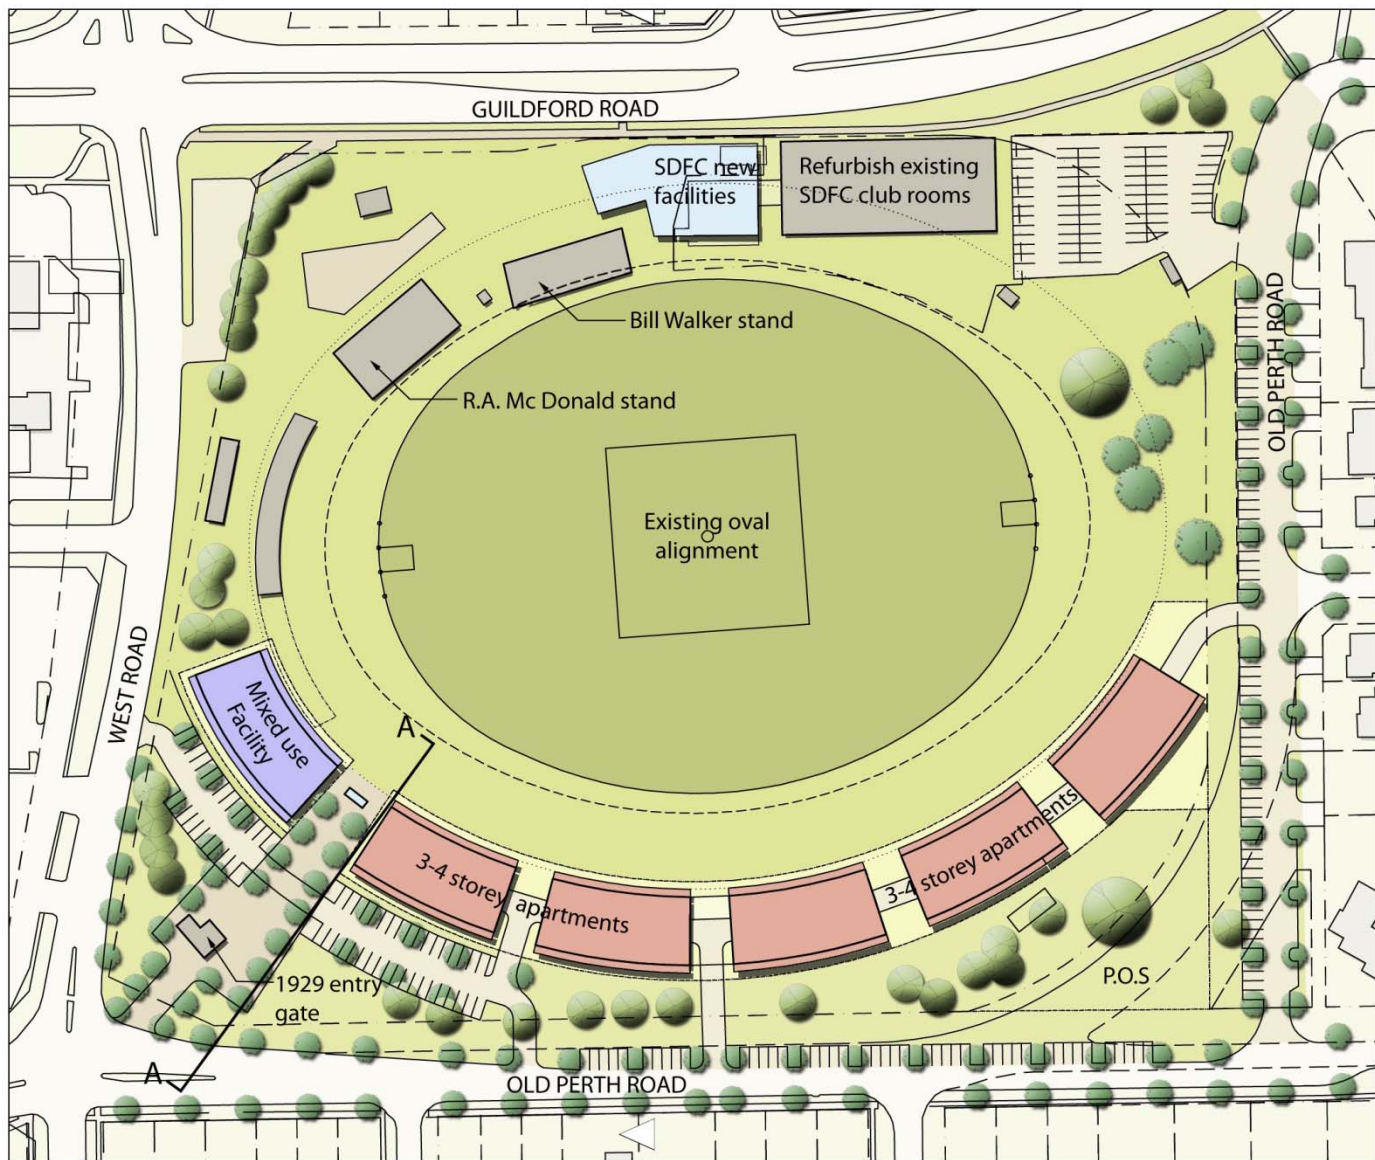 GUILDFORD ROAD
SDFC new
facilities
Refurbish existing
SDFC club rooms
Bill Walker stand
R.A. Mc Donald stand
OLD PERTH ROAD
Existing oval
alignment
WEST ROAD
Mixed use
Facility
A
3-4 storey apartments
3-4 storey apartments
P.O.S
1929 entry
gate
A
OLD PERTH ROAD